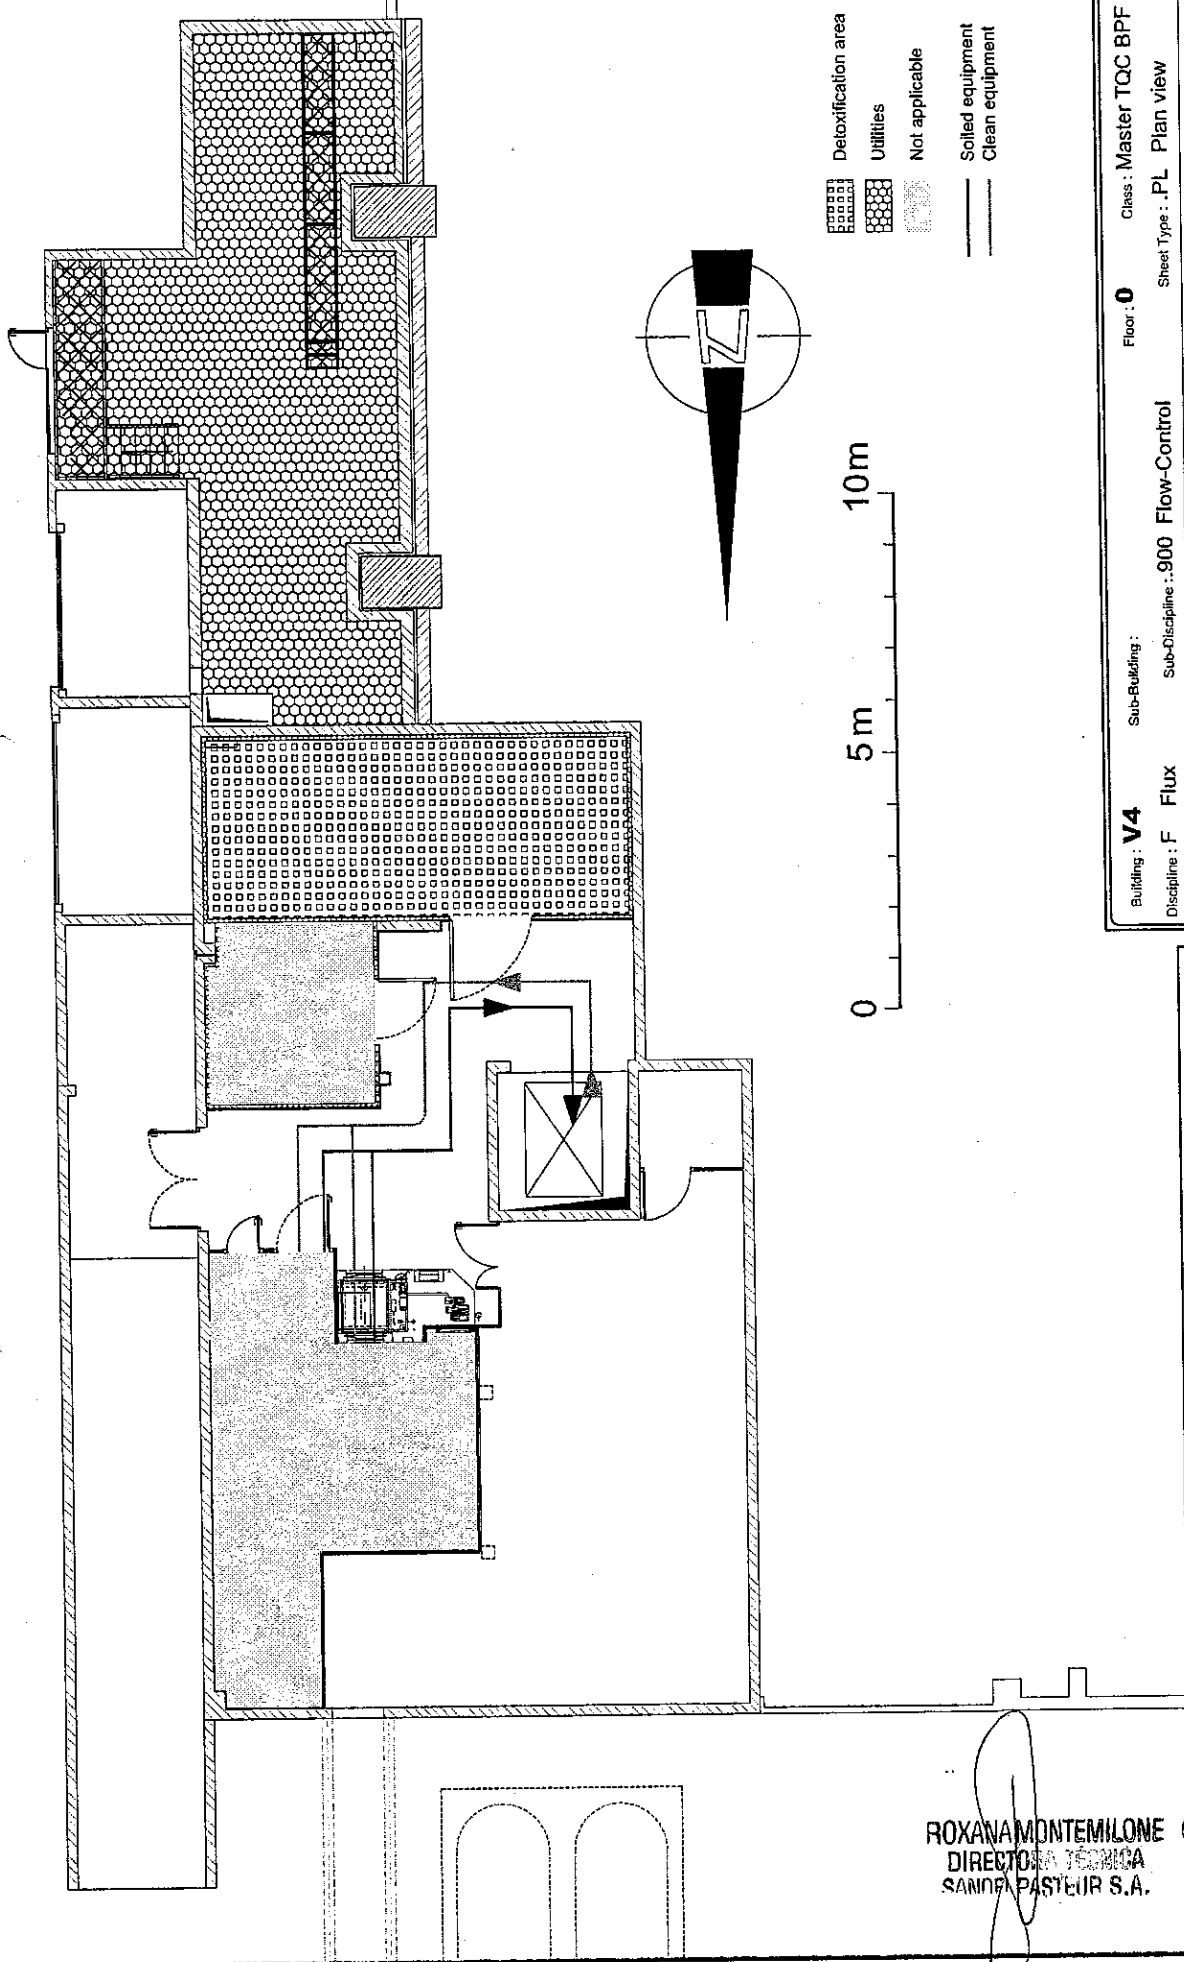 Detoxification area
Utilities
Not applicable
Soiled equipment
Clean equipment
N
0
5m
10m
Building : V4
Sub-Building :
Floor : 0
Class : Master TQC BPF
Discipline : F Flux
Sub-Discipline : .900 Flow-Control
Sheet Type : .PL Plan view
ROXANA MONTEMILONE
DIRECTORA TÉCNICA
SANOFI PASTEUR S.A.